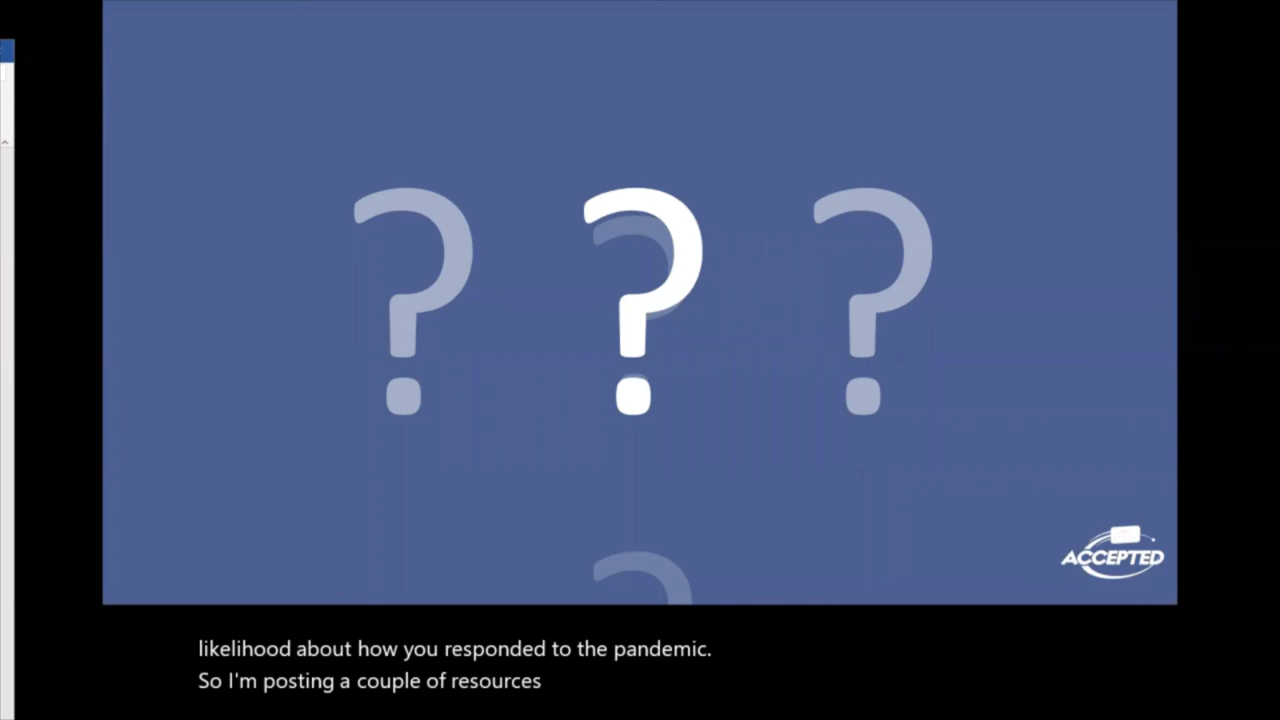 ? ? ?
ACCEPTED
?
likelihood about how you responded to the pandemic.
So I'm posting a couple of resources